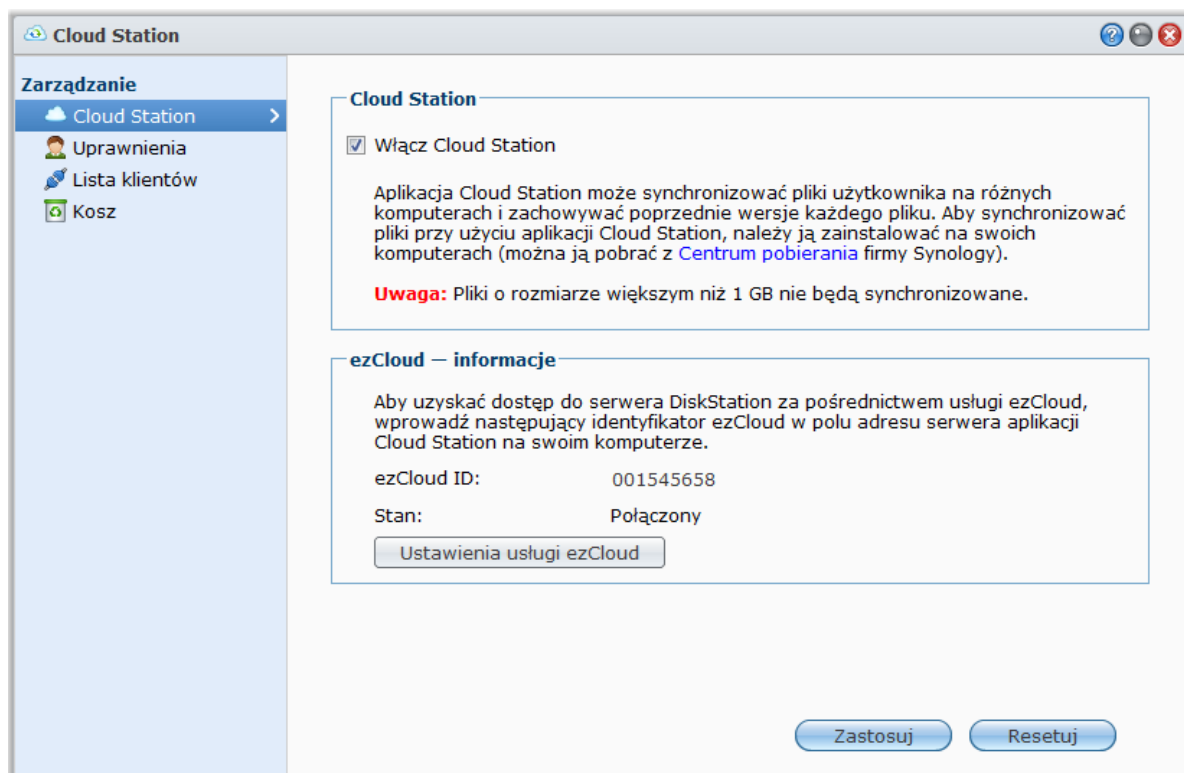 Cloud Station
Zarządzanie
Cloud Station
Uprawnienia
Lista klientów
Kosz
Cloud Station
Włącz Cloud Station
Aplikacja Cloud Station może synchronizować pliki użytkownika na różnych
komputerach i zachowywać poprzednie wersje każdego pliku. Aby synchronizować
pliki przy użyciu aplikacji Cloud Station, należy ją zainstalować na swoich
komputerach (można ją pobrać z Centrum pobierania firmy Synology).
Uwaga: Pliki o rozmiarze większym niż 1 GB nie będą synchronizowane.
ezCloud — informacje
Aby uzyskać dostęp do serwera DiskStation za pośrednictwem usługi ezCloud,
wprowadź następujący identyfikator ezCloud w polu adresu serwera aplikacji
Cloud Station na swoim komputerze.
ezCloud ID: 001545658
Stan: Połączony
Ustawienia usługi ezCloud
Zastosuj Resetuj